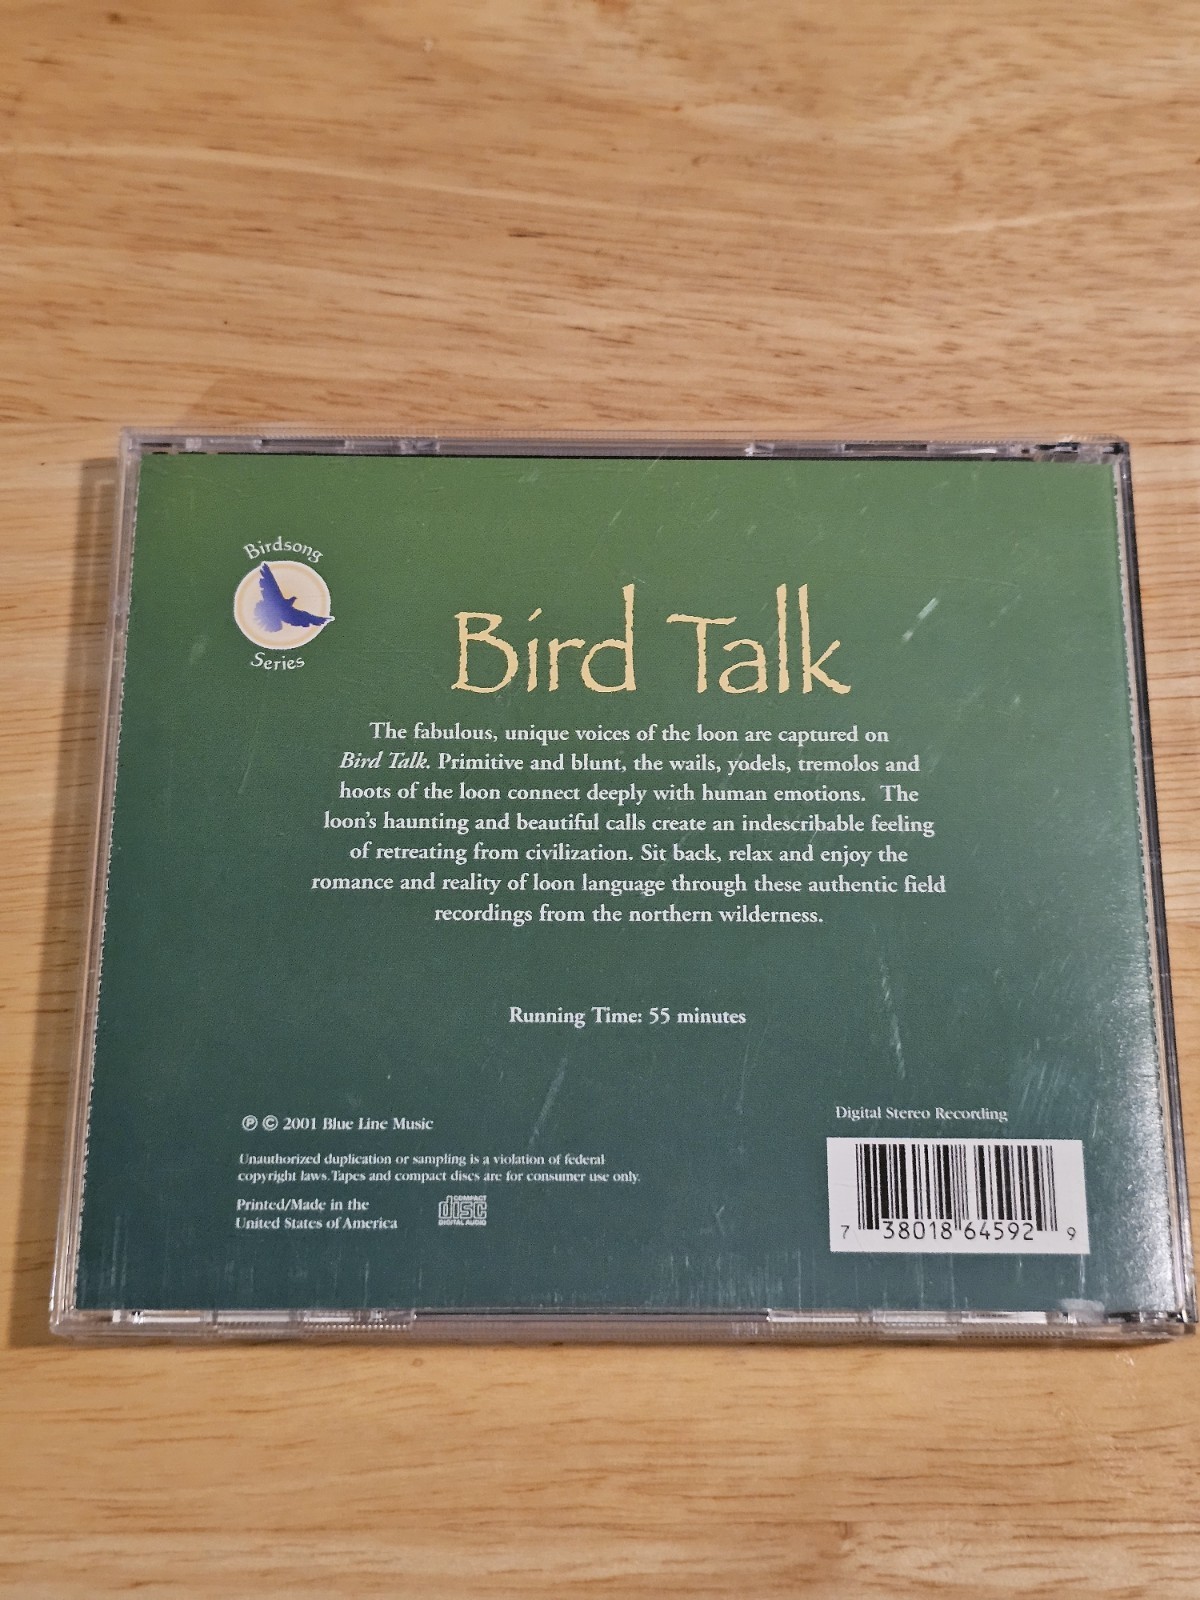 Birdsong
Series
Bird Talk
The fabulous, unique voices of the loon are captured on
Bird Talk. Primitive and blunt, the wails, yodels, tremolos and
hoots of the loon connect deeply with human emotions. The
loon's haunting and beautiful calls create an indescribable feeling
of retreating from civilization. Sit back, relax and enjoy the
romance and reality of loon language through these authentic field
recordings from the northern wilderness.
Running Time: 55 minutes
℗ © 2001 Blue Line Music
Unauthorized duplication or sampling is a violation of federal
copyright laws. Tapes and compact discs are for consumer use only.
Printed/Made in the
United States of America
COMPACT
disc
DIGITAL AUDIO
Digital Stereo Recording
7 38018 64592 9